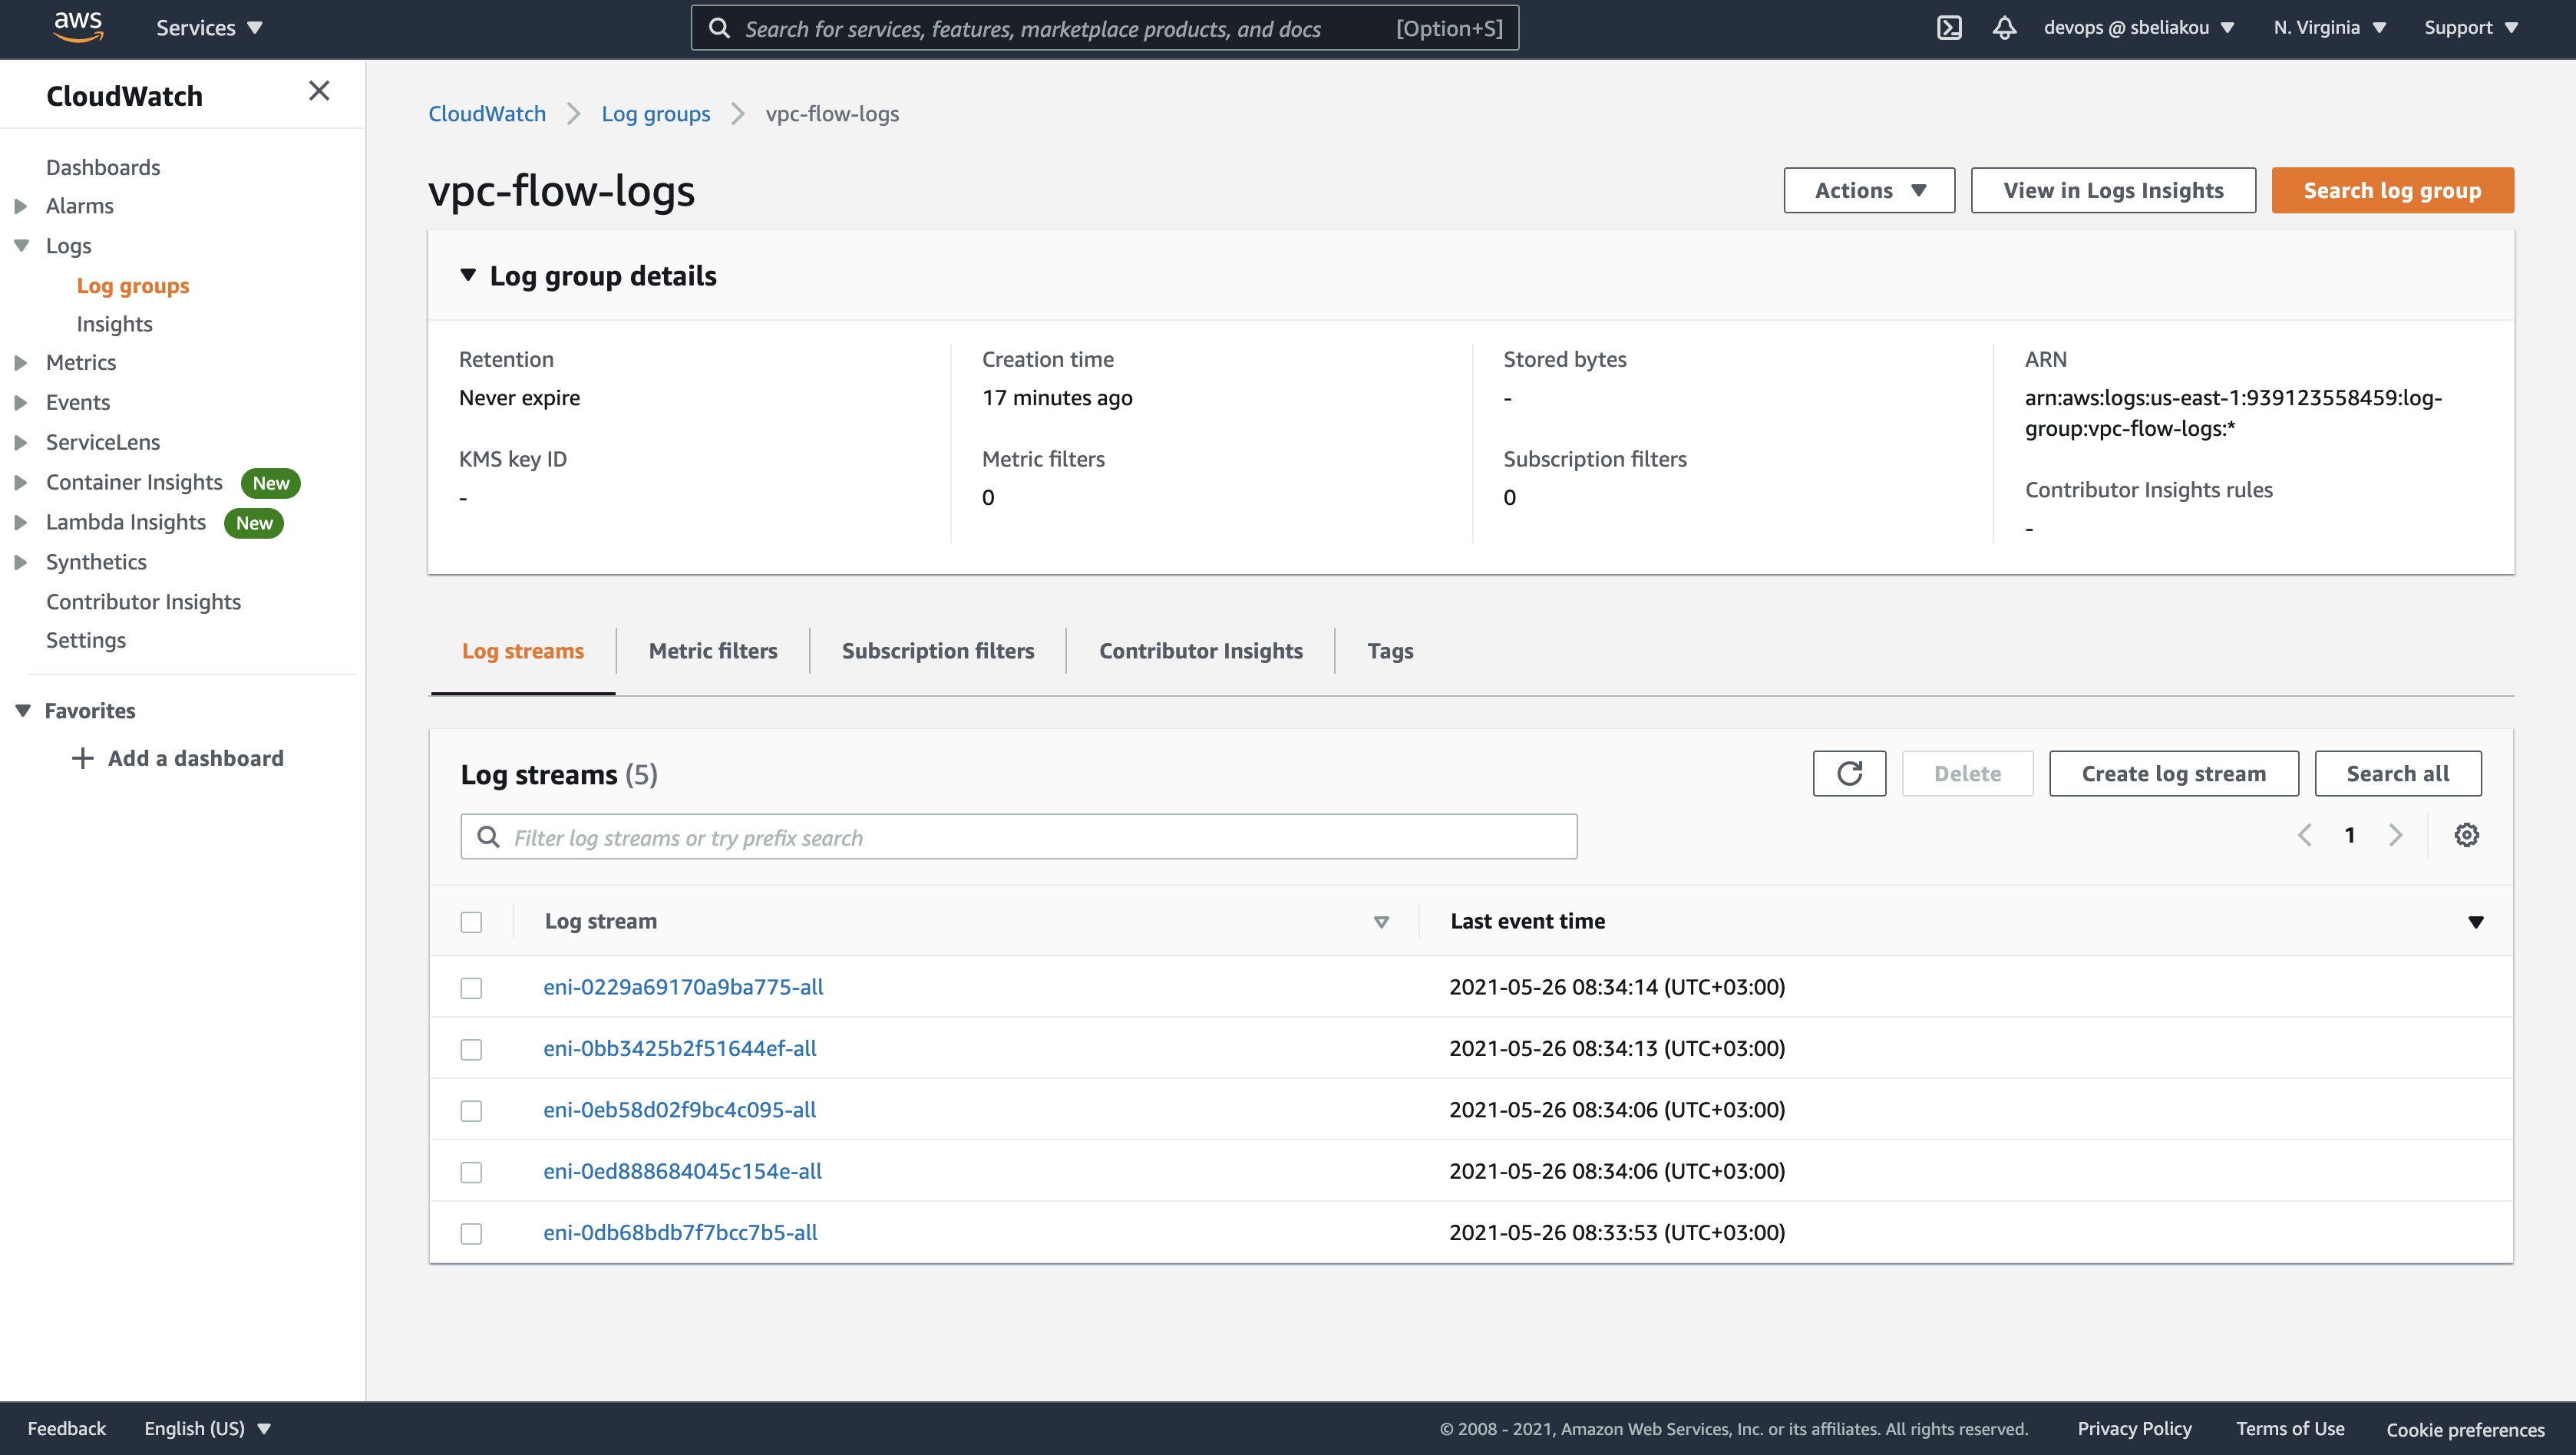 aws
Services
Search for services, features, marketplace products, and docs [Option+S]
devops @ sbeliakou
N. Virginia
Support
CloudWatch
Dashboards
Alarms
Logs
Log groups
Insights
Metrics
Events
ServiceLens
Container Insights New
Lambda Insights New
Synthetics
Contributor Insights
Settings
Favorites
Add a dashboard
CloudWatch Log groups vpc-flow-logs
vpc-flow-logs
Actions
View in Logs Insights
Search log group
Log group details
Retention
Never expire
KMS key ID
-
Creation time
17 minutes ago
Metric filters
0
Stored bytes
-
Subscription filters
0
ARN
arn:aws:logs:us-east-1:939123558459:log-
group:vpc-flow-logs:*
Contributor Insights rules
-
Log streams
Metric filters
Subscription filters
Contributor Insights
Tags
Log streams (5)
Delete
Create log stream
Search all
Filter log streams or try prefix search
1
Log stream Last event time
eni-0229a69170a9ba775-all 2021-05-26 08:34:14 (UTC+03:00)
eni-0bb3425b2f51644ef-all 2021-05-26 08:34:13 (UTC+03:00)
eni-0eb58d02f9bc4c095-all 2021-05-26 08:34:06 (UTC+03:00)
eni-0ed888684045c154e-all 2021-05-26 08:34:06 (UTC+03:00)
eni-0db68bdb7f7bcc7b5-all 2021-05-26 08:33:53 (UTC+03:00)
Feedback
English (US)
© 2008 - 2021, Amazon Web Services, Inc. or its affiliates. All rights reserved.
Privacy Policy
Terms of Use
Cookie preferences